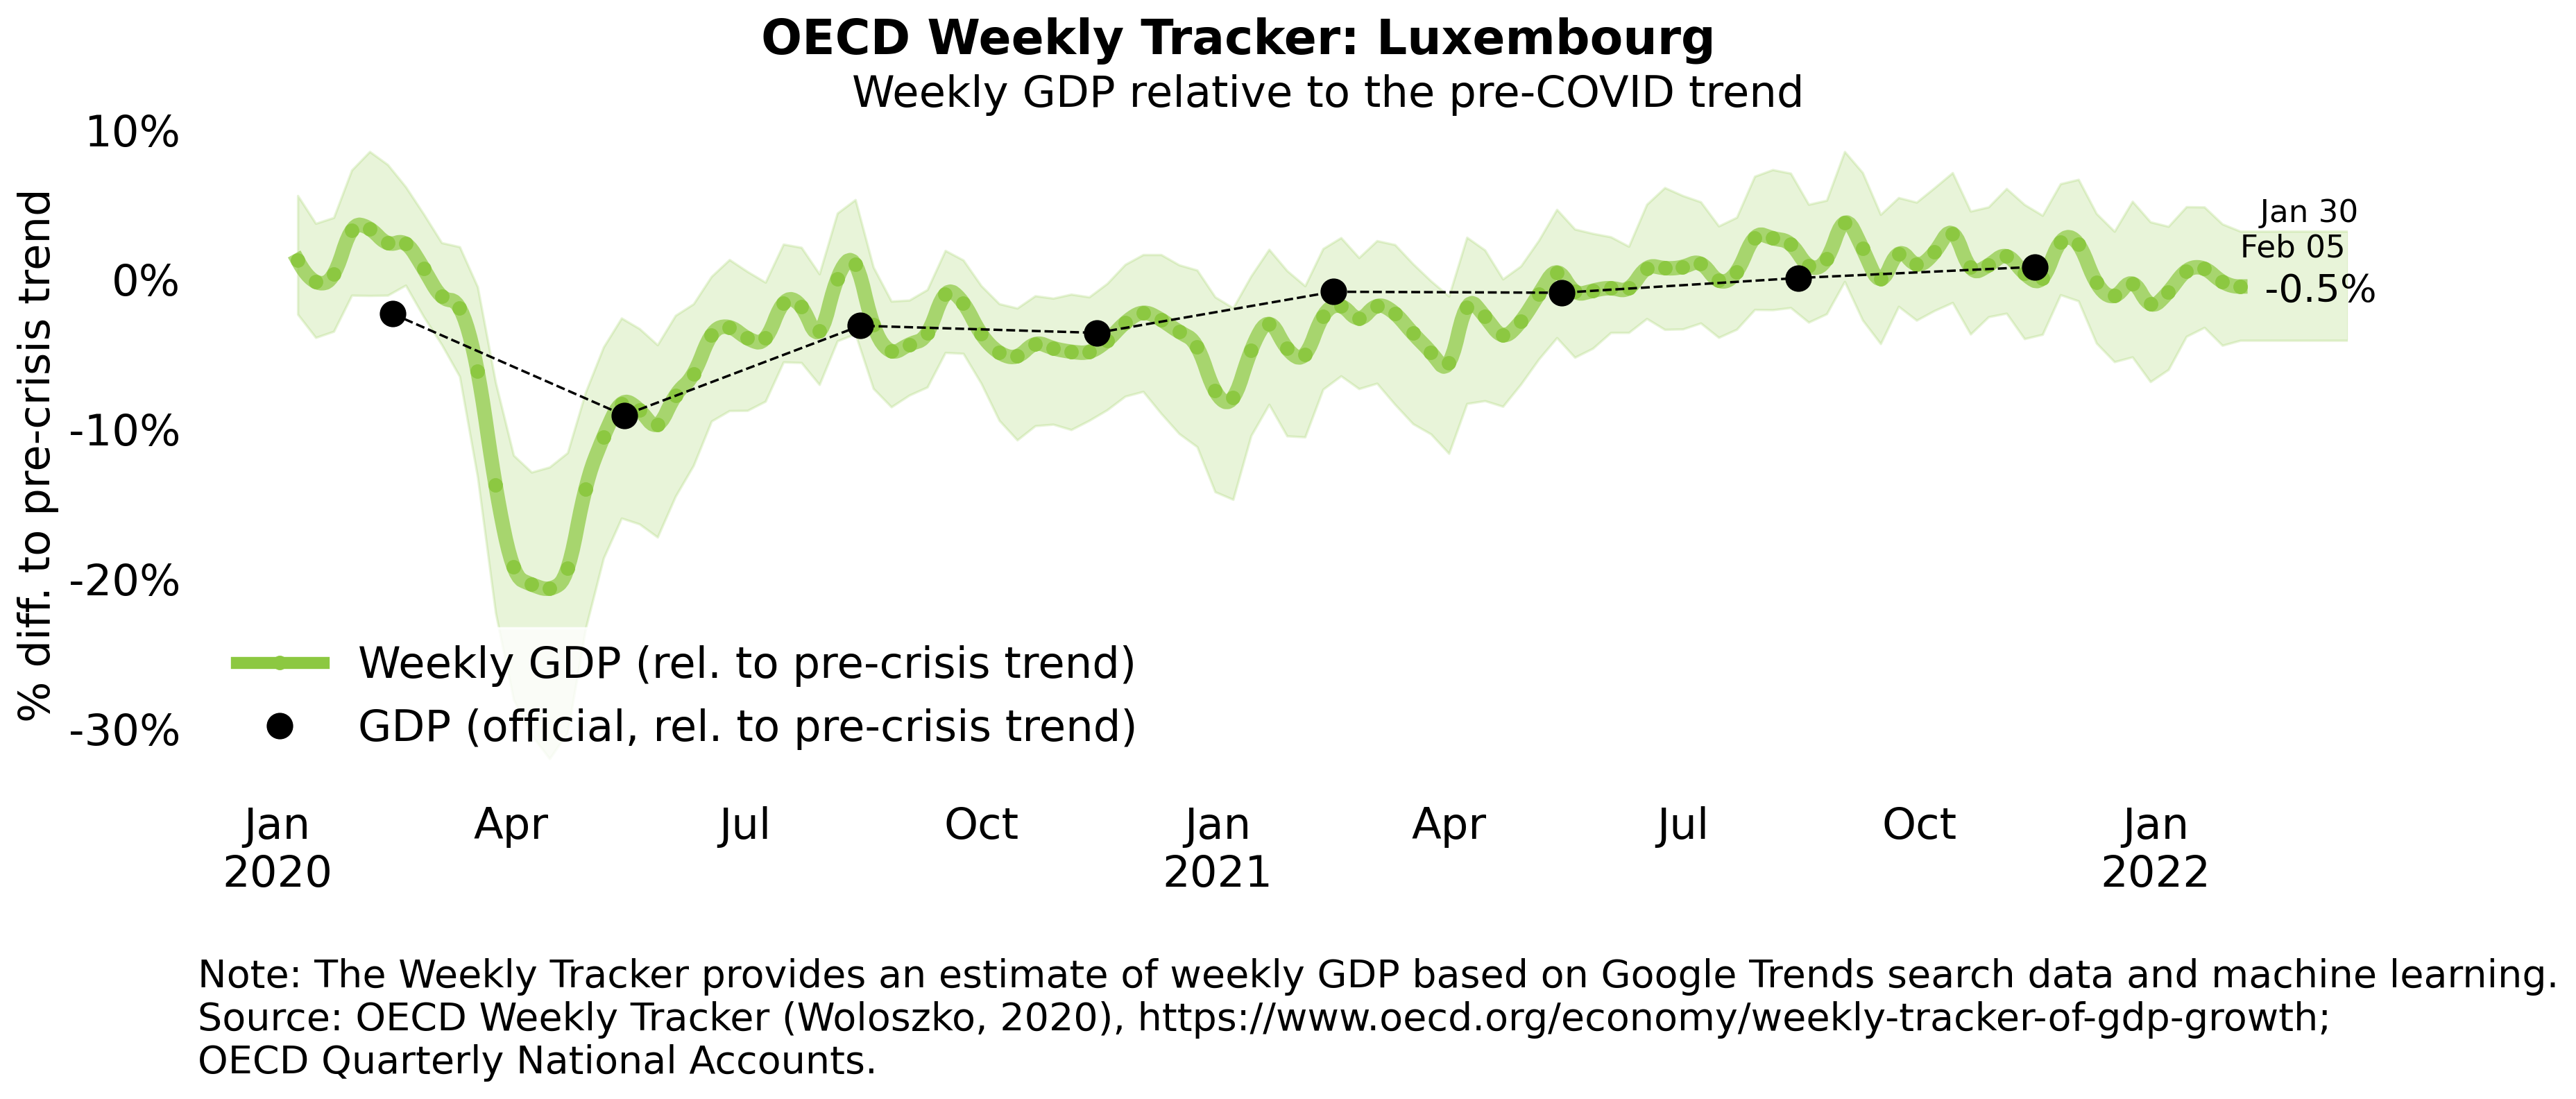 OECD Weekly Tracker: Luxembourg
Weekly GDP relative to the pre-COVID trend
% diff. to pre-crisis trend
10%
0%
-10%
-20%
-30%
Jan 30
Feb 05
-0.5%
Weekly GDP (rel. to pre-crisis trend)
GDP (official, rel. to pre-crisis trend)
Jan Apr Jul Oct Jan Apr Jul Oct Jan
2020 2021 2022
Note: The Weekly Tracker provides an estimate of weekly GDP based on Google Trends search data and machine learning.
Source: OECD Weekly Tracker (Woloszko, 2020), https://www.oecd.org/economy/weekly-tracker-of-gdp-growth;
OECD Quarterly National Accounts.